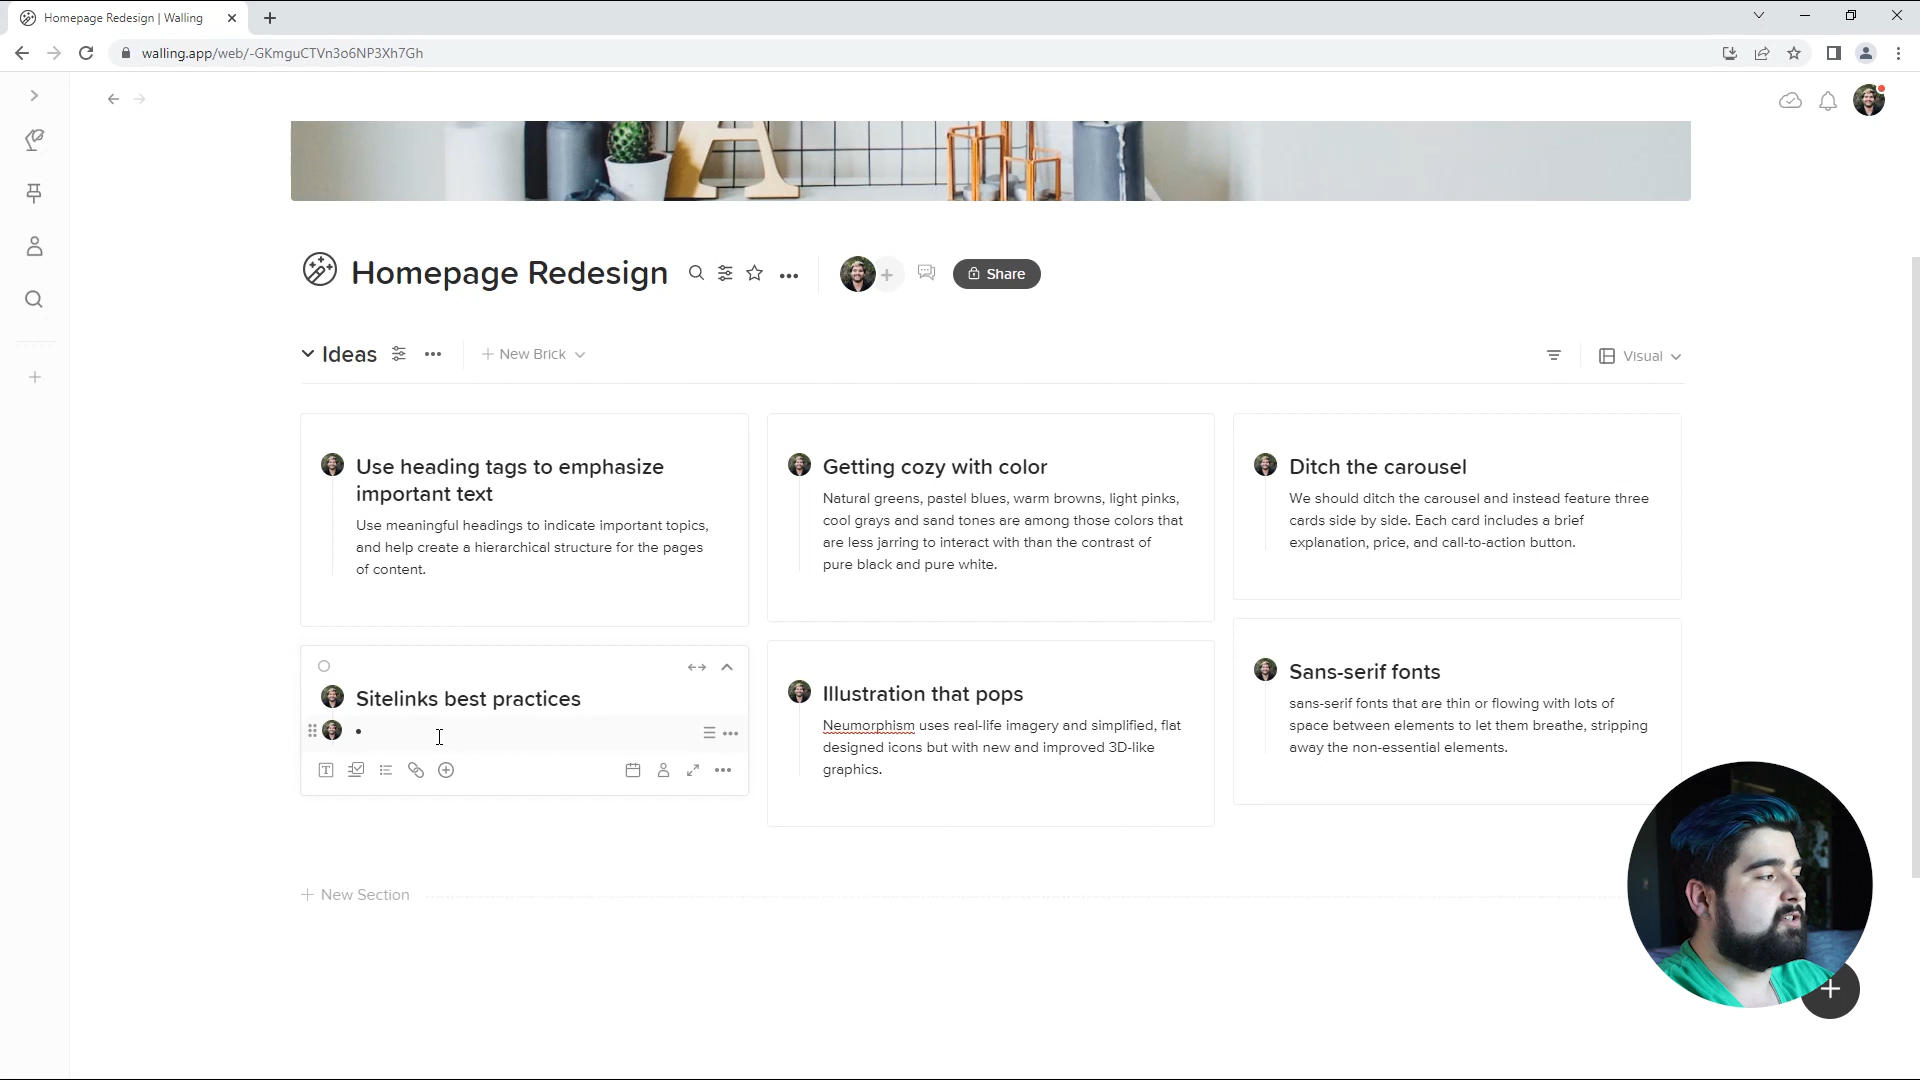 Homepage Redesign | Walling
walling.app/web/-GKmguCTVn3o6NP3Xh7Gh
Homepage Redesign
Share
Ideas
New Brick
Visual
Use heading tags to emphasize
important text
Use meaningful headings to indicate important topics,
and help create a hierarchical structure for the pages
of content.
Getting cozy with color
Natural greens, pastel blues, warm browns, light pinks,
cool grays and sand tones are among those colors that
are less jarring to interact with than the contrast of
pure black and pure white.
Ditch the carousel
We should ditch the carousel and instead feature three
cards side by side. Each card includes a brief
explanation, price, and call-to-action button.
Sitelinks best practices
Illustration that pops
Neumorphism uses real-life imagery and simplified, flat
designed icons but with new and improved 3D-like
graphics.
Sans-serif fonts
sans-serif fonts that are thin or flowing with lots of
space between elements to let them breathe, stripping
away the non-essential elements.
New Section